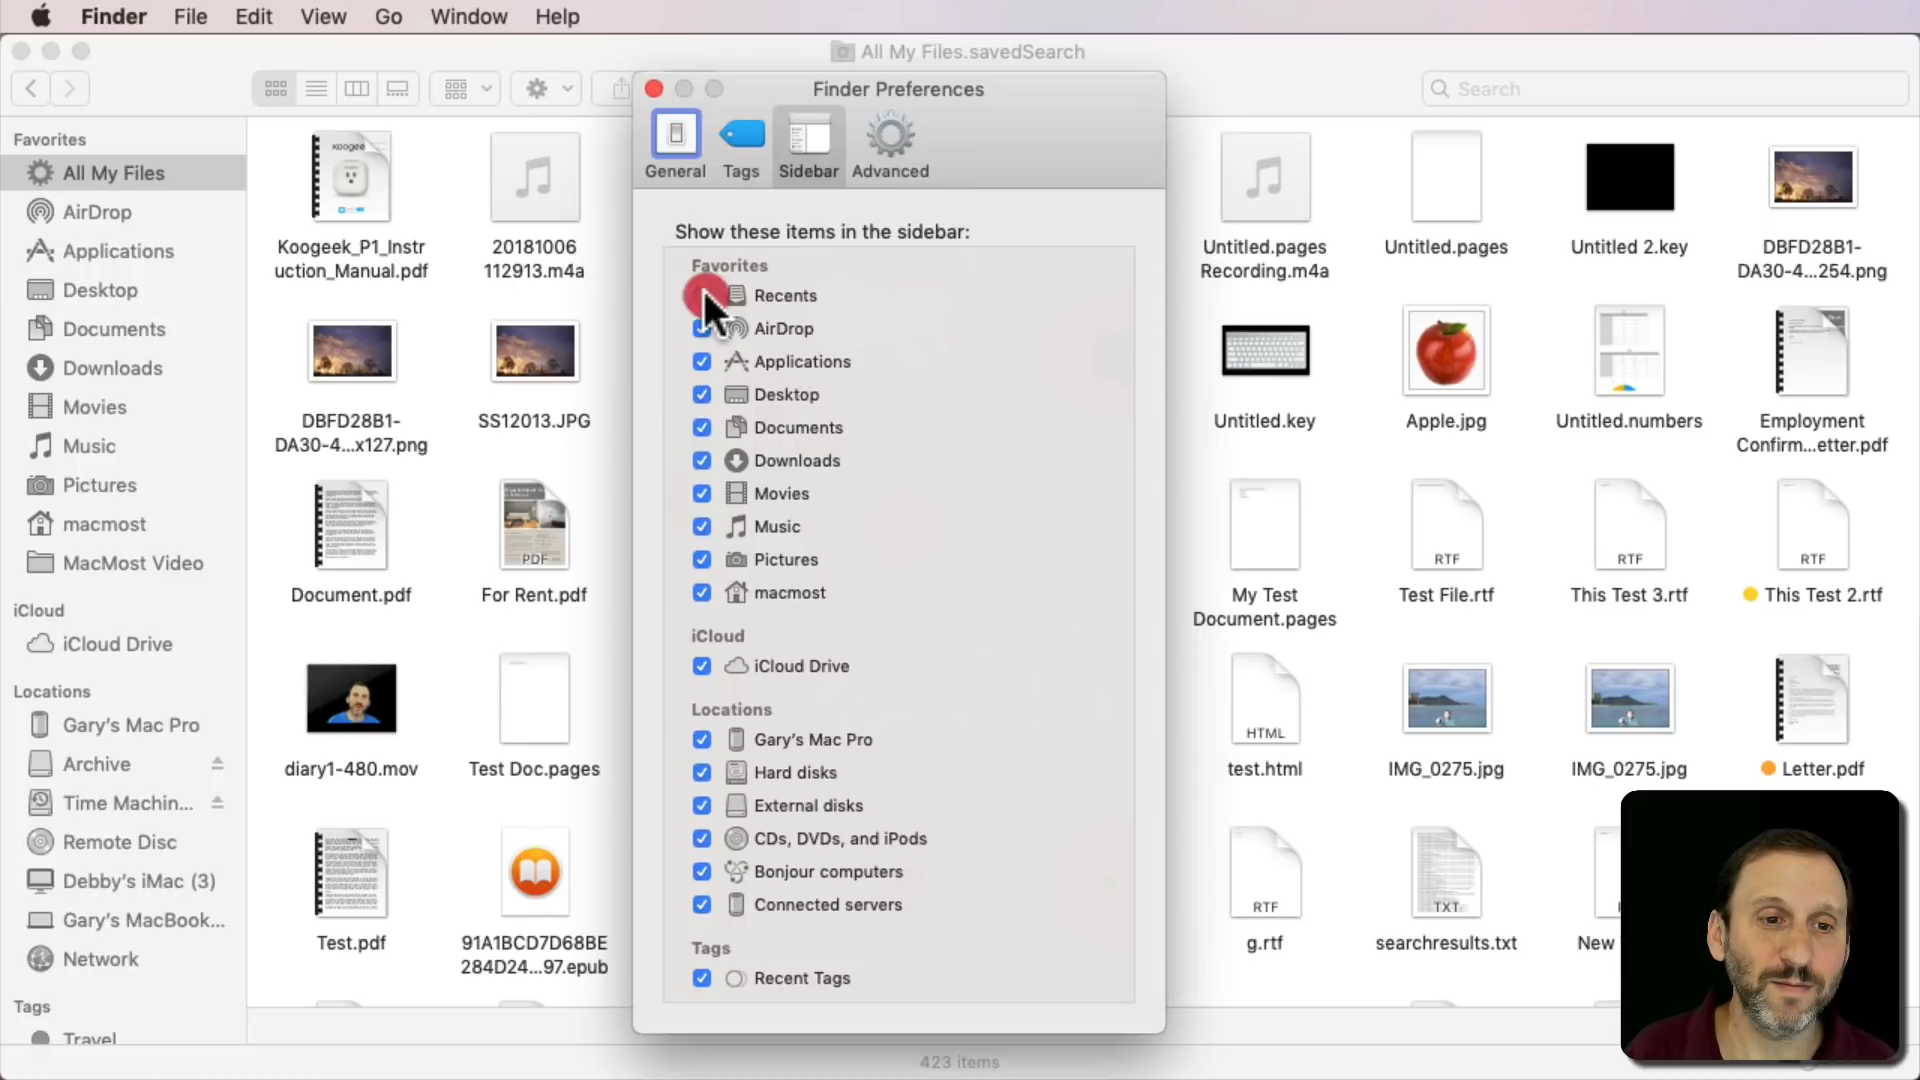 Finder File Edit View Go Window Help
All My Files.savedSearch
Search
Favorites
All My Files
AirDrop
Applications
Desktop
Documents
Downloads
Movies
Music
Pictures
macmost
MacMost Video
iCloud
iCloud Drive
Locations
Gary's Mac Pro
Archive
Time Machin...
Remote Disc
Debby's iMac (3)
Gary's MacBook...
Network
Tags
Travel
Koogeek
Koogeek_P1_Instr
uction_Manual.pdf
20181006
112913.m4a
DBFD28B1-
DA30-4...x127.png
SS12013.JPG
Document.pdf
PDF
For Rent.pdf
diary1-480.mov
Test Doc.pages
Test.pdf
91A1BCD7D68BE
284D24...97.epub
Finder Preferences
General Tags Sidebar Advanced
Show these items in the sidebar:
Favorites
Recents
AirDrop
Applications
Desktop
Documents
Downloads
Movies
Music
Pictures
macmost
iCloud
iCloud Drive
Locations
Gary's Mac Pro
Hard disks
External disks
CDs, DVDs, and iPods
Bonjour computers
Connected servers
Tags
Recent Tags
Untitled.pages
Recording.m4a
Untitled.pages
Untitled 2.key
DBFD28B1-
DA30-4...254.png
Untitled.key
Apple.jpg
Untitled.numbers
Employment
Confirm...etter.pdf
My Test
Document.pages
RTF
Test File.rtf
RTF
This Test 3.rtf
RTF
This Test 2.rtf
HTML
test.html
IMG_0275.jpg
IMG_0275.jpg
Letter.pdf
RTF
g.rtf
TXT
searchresults.txt
New
423 items